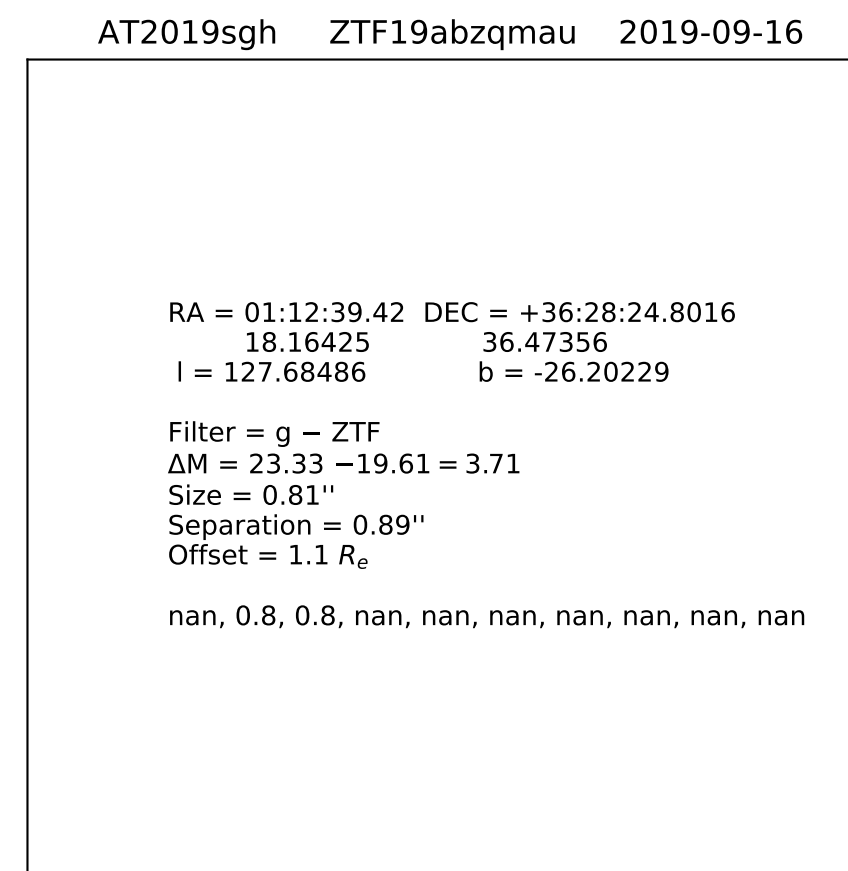 AT2019sgh ZTF19abzqmau 2019-09-16
RA = 01:12:39.42 DEC = +36:28:24.8016
18.16425 36.47356
l = 127.68486 b = -26.20229
Filter = g − ZTF
ΔM = 23.33 −19.61 = 3.71
Size = 0.81''
Separation = 0.89''
Offset = 1.1 Re
nan, 0.8, 0.8, nan, nan, nan, nan, nan, nan, nan